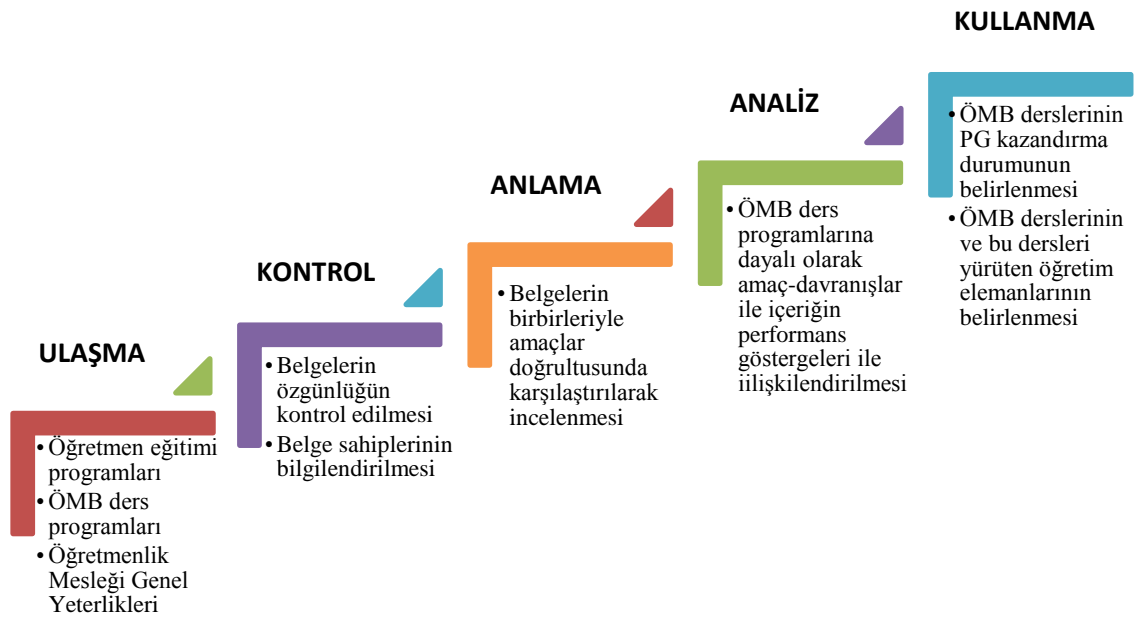 ULAŞMA
• Öğretmen eğitimi
programları
• ÖMB ders
programları
• Öğretmenlik
Mesleği Genel
Yeterlikleri
KONTROL
• Belgelerin
özgünlüğün
kontrol edilmesi
• Belge sahiplerinin
bilgilendirilmesi
ANLAMA
• Belgelerin
birbirleriyle
amaçlar
doğrultusunda
karşılaştırılarak
incelenmesi
ANALİZ
• ÖMB ders
programlarına
dayalı olarak
amaç-davranışlar
ile içeriğin
performans
göstergeleri ile
iilişkilendirilmesi
KULLANMA
• ÖMB derslerinin
PG kazandırma
durumunun
belirlenmesi
• ÖMB derslerinin
ve bu dersleri
yürüten öğretim
elemanlarının
belirlenmesi